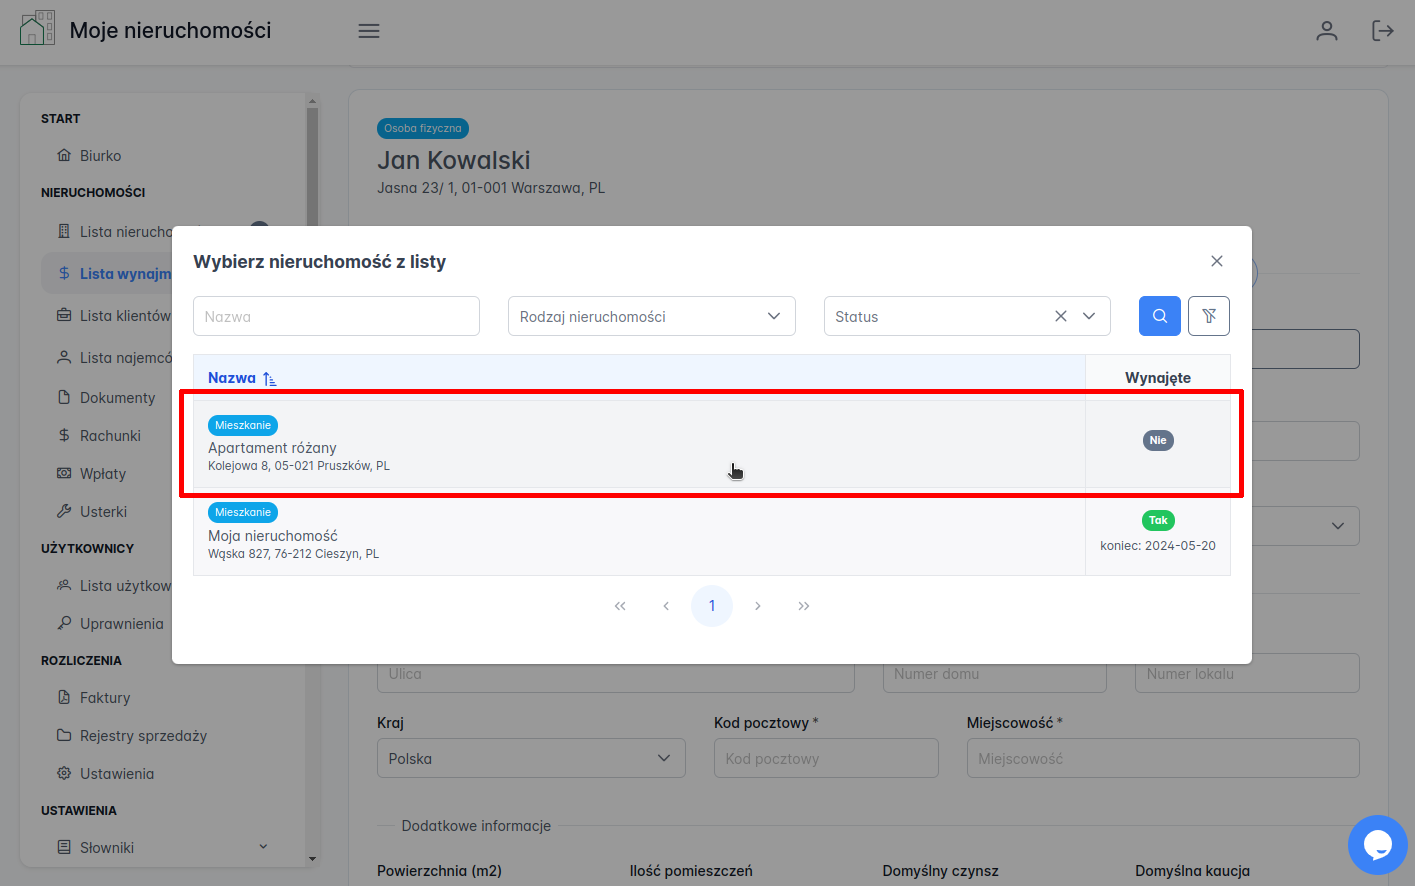 Moje nieruchomości
START
Biurko
NIERUCHOMOŚCI
Lista nierucho
Lista wynajm
Lista klientów
Lista najemcó
Dokumenty
Rachunki
Wpłaty
Usterki
UŻYTKOWNICY
Lista użytkow
Uprawnienia
ROZLICZENIA
Faktury
Rejestry sprzedaży
Ustawienia
USTAWIENIA
Słowniki
Osoba fizyczna
Jan Kowalski
Jasna 23/ 1, 01-001 Warszawa, PL
Wybierz nieruchomość z listy
Nazwa
Rodzaj nieruchomości
Status
Nazwa
Wynajęte
Mieszkanie
Apartament różany
Kolejowa 8, 05-021 Pruszków, PL
Nie
Mieszkanie
Moja nieruchomość
Wąska 827, 76-212 Cieszyn, PL
Tak
koniec: 2024-05-20
1
Ulica
Numer domu
Numer lokalu
Kraj
Kod pocztowy *
Miejscowość *
Polska
Kod pocztowy
Miejscowość
Dodatkowe informacje
Powierzchnia (m2)
Ilość pomieszczeń
Domyślny czynsz
Domyślna kaucja